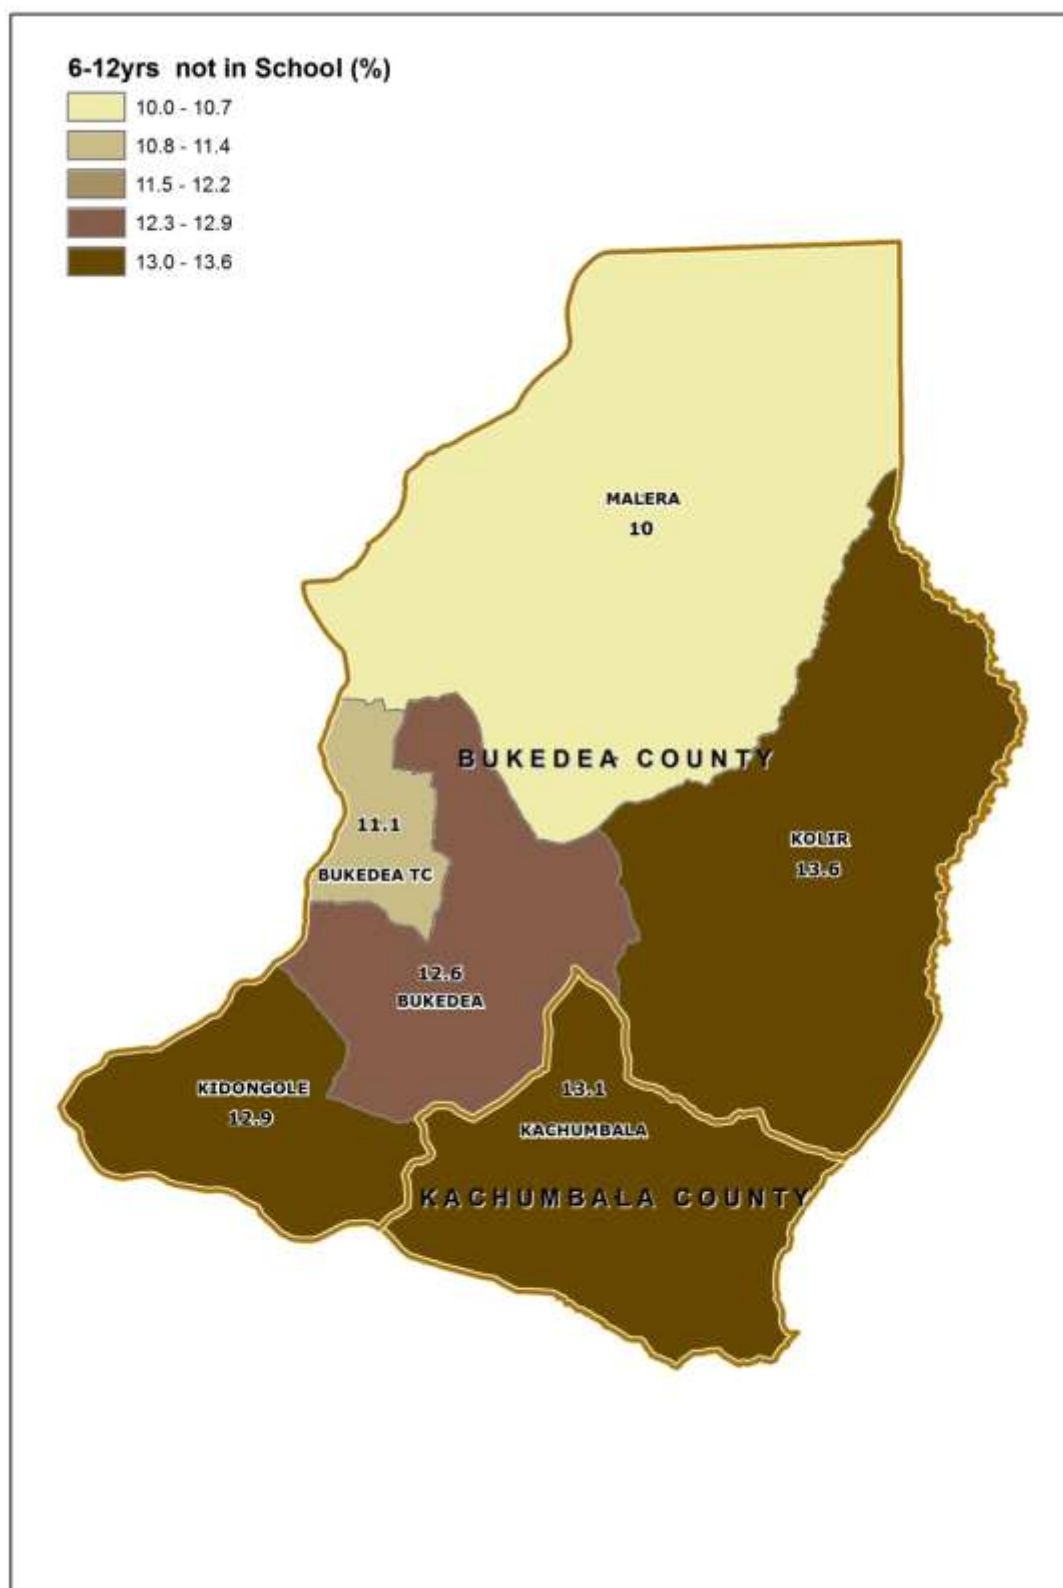 6-12yrs not in School (%)
10.0 - 10.7
10.8 - 11.4
11.5 - 12.2
12.3 - 12.9
13.0 - 13.6
MALERA
10
BUKEDEA COUNTY
11.1
BUKEDEA TC
KOLIR
13.6
12.6
BUKEDEA
KIDONGOLE
12.9
13.1
KACHUMBALA
KACHUMBALA COUNTY